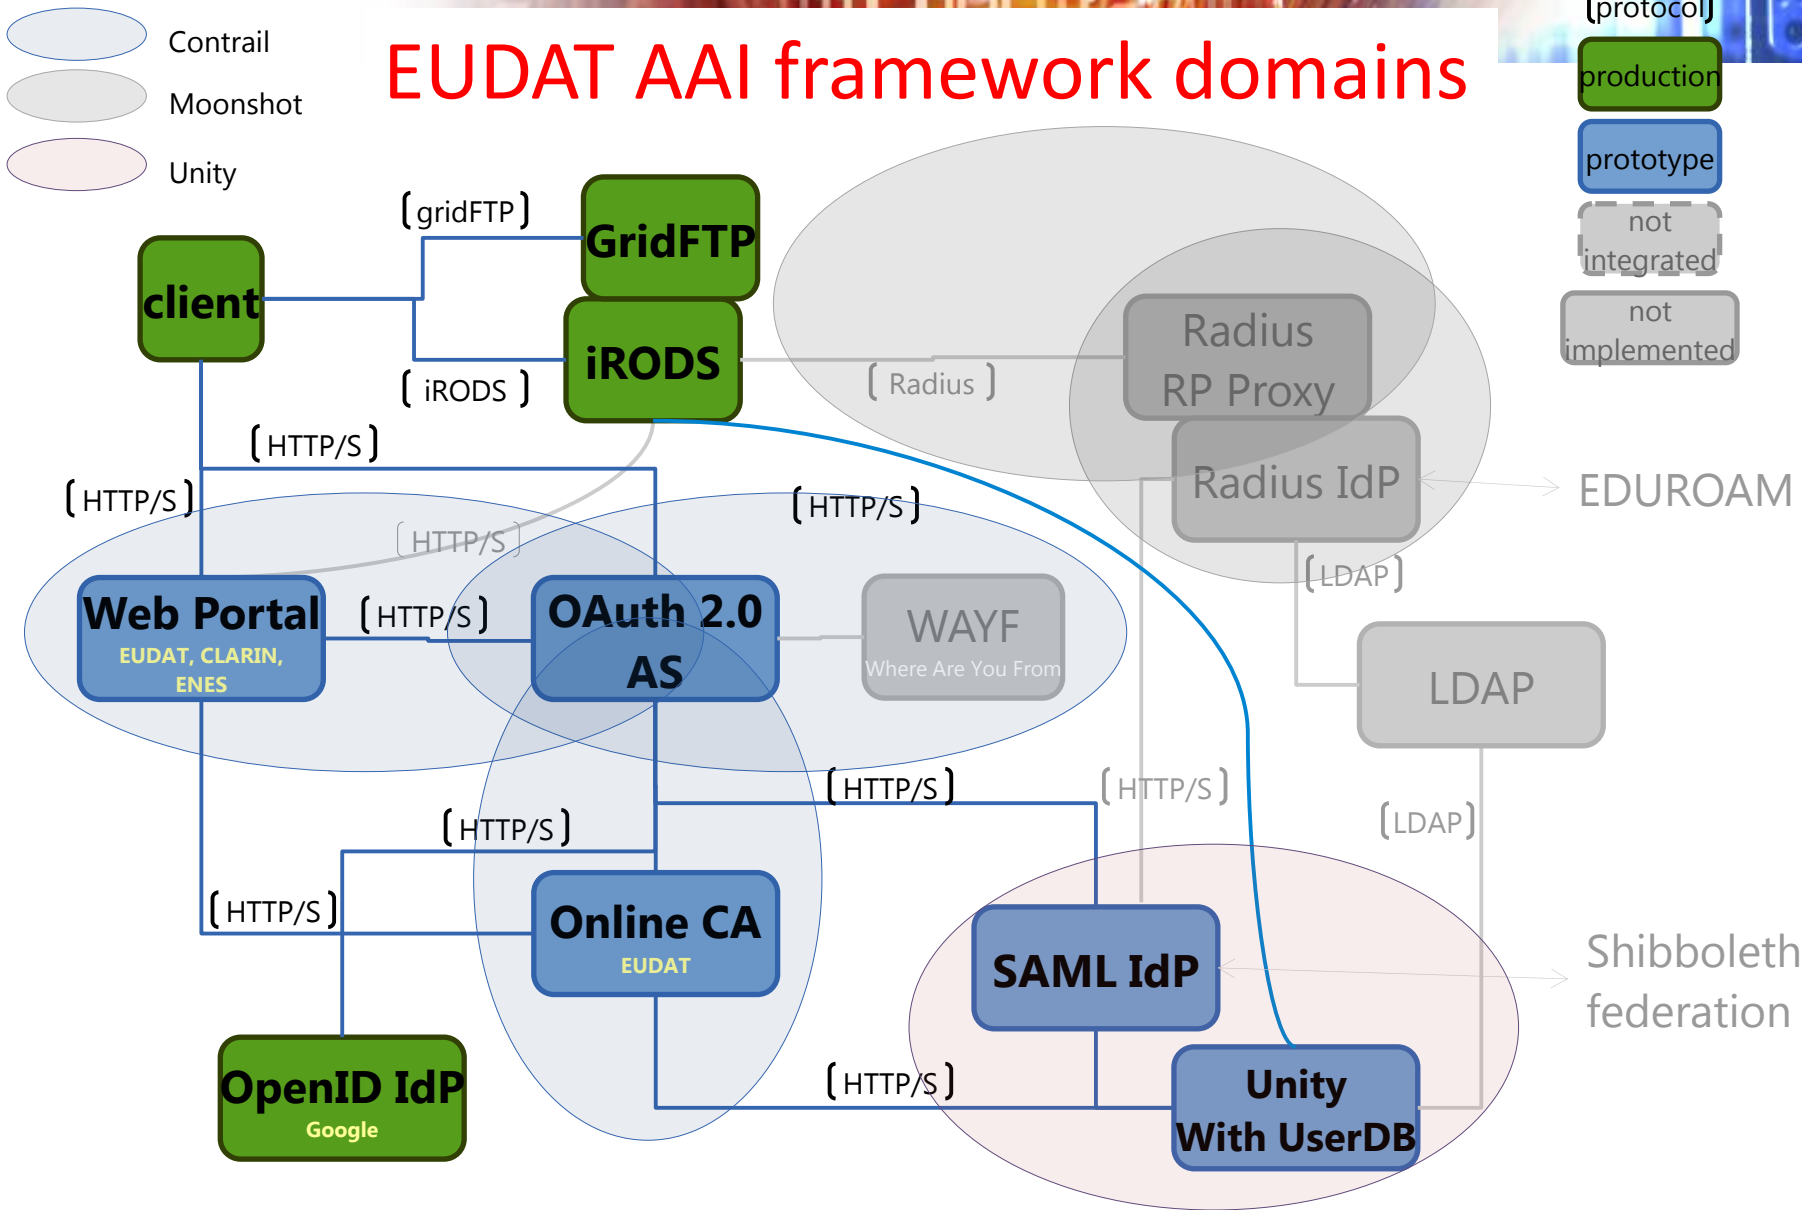 EUDAT AAI framework domains
Contrail
Moonshot
Unity
[protocol]
production
prototype
not
integrated
not
implemented
[gridFTP]
GridFTP
client
iRODS
[ iRODS ]
[ Radius ]
Radius
RP Proxy
Radius IdP
EDUROAM
[ HTTP/S ]
[ HTTP/S ]
[ HTTP/S ]
[ HTTP/S ]
[LDAP]
Web Portal
EUDAT, CLARIN,
ENES
[ HTTP/S ]
OAuth 2.0
AS
WAYF
Where Are You From
LDAP
[ HTTP/S ]
[ HTTP/S ]
[ HTTP/S ]
[LDAP]
[ HTTP/S ]
Online CA
EUDAT
SAML IdP
Shibboleth
federation
OpenID IdP
Google
[ HTTP/S ]
Unity
With UserDB